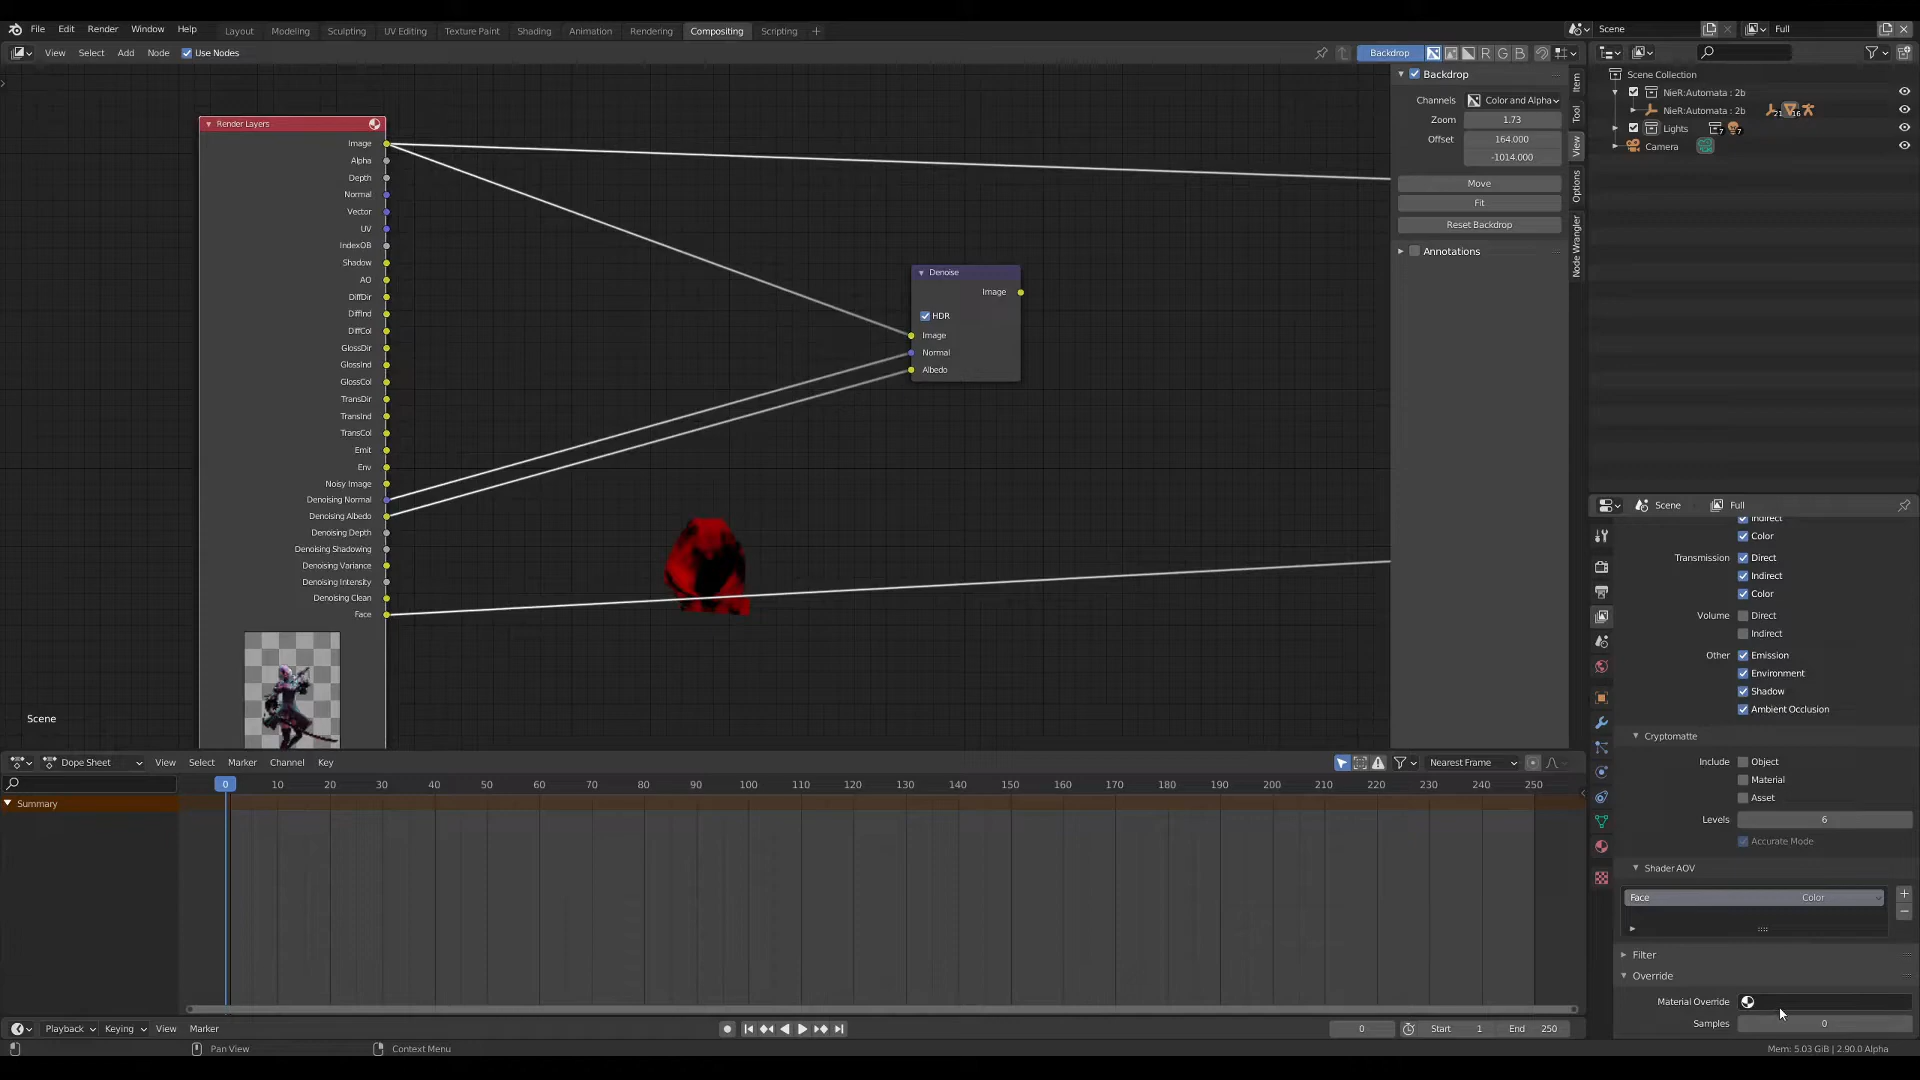 File Edit Render Window Help Layout Modeling Sculpting UV Editing Texture Paint Shading Animation Rendering Compositing Scripting + Scene Full
View Select Add Node Use Nodes Backdrop R G B
Backdrop
Channels Color and Alpha
Zoom 1.73
Offset 164.000
-1014.000
Move
Fit
Reset Backdrop
Annotations
Item
Tool
View
Options
Node Wrangler
Scene Collection
NieR:Automata : 2b
NieR:Automata : 2b 21 16
Lights 7 7
Camera
Render Layers
Image
Alpha
Depth
Normal
Vector
UV
IndexOB
Shadow
AO
DiffDir
DiffInd
DiffCol
GlossDir
GlossInd
GlossCol
TransDir
TransInd
TransCol
Emit
Env
Noisy Image
Denoising Normal
Denoising Albedo
Denoising Depth
Denoising Shadowing
Denoising Variance
Denoising Intensity
Denoising Clean
Face
Denoise
Image
HDR
Image
Normal
Albedo
Scene
Scene Full
Indirect
Color
Transmission Direct
Indirect
Color
Volume Direct
Indirect
Other Emission
Environment
Shadow
Ambient Occlusion
Cryptomatte
Include Object
Material
Asset
Levels 6
Accurate Mode
Shader AOV
Face Color
Filter
Override
Material Override
Samples 0
Dope Sheet View Select Marker Channel Key Nearest Frame
0 10 20 30 40 50 60 70 80 90 100 110 120 130 140 150 160 170 180 190 200 210 220 230 240 250
Summary
Playback Keying View Marker 0 Start 1 End 250
Pan View Context Menu Mem: 5.03 GiB | 2.90.0 Alpha